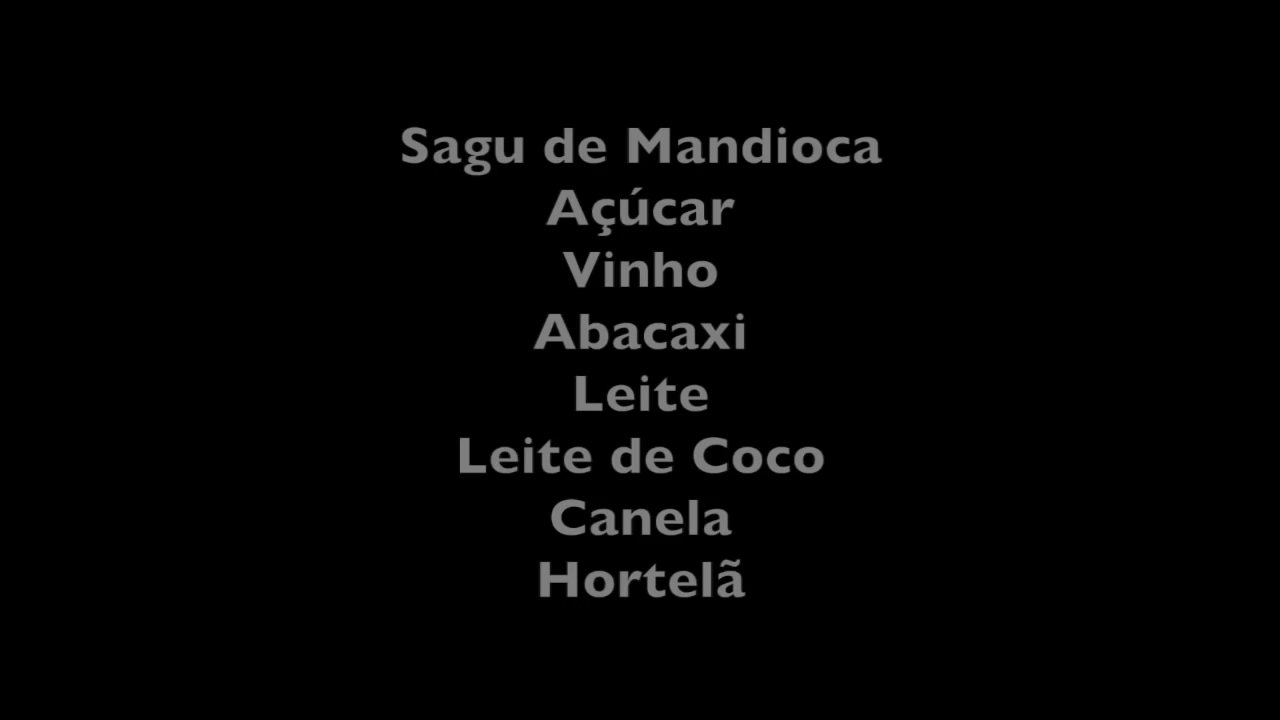 Sagu de Mandioca
Açúcar
Vinho
Abacaxi
Leite
Leite de Coco
Canela
Hortelã